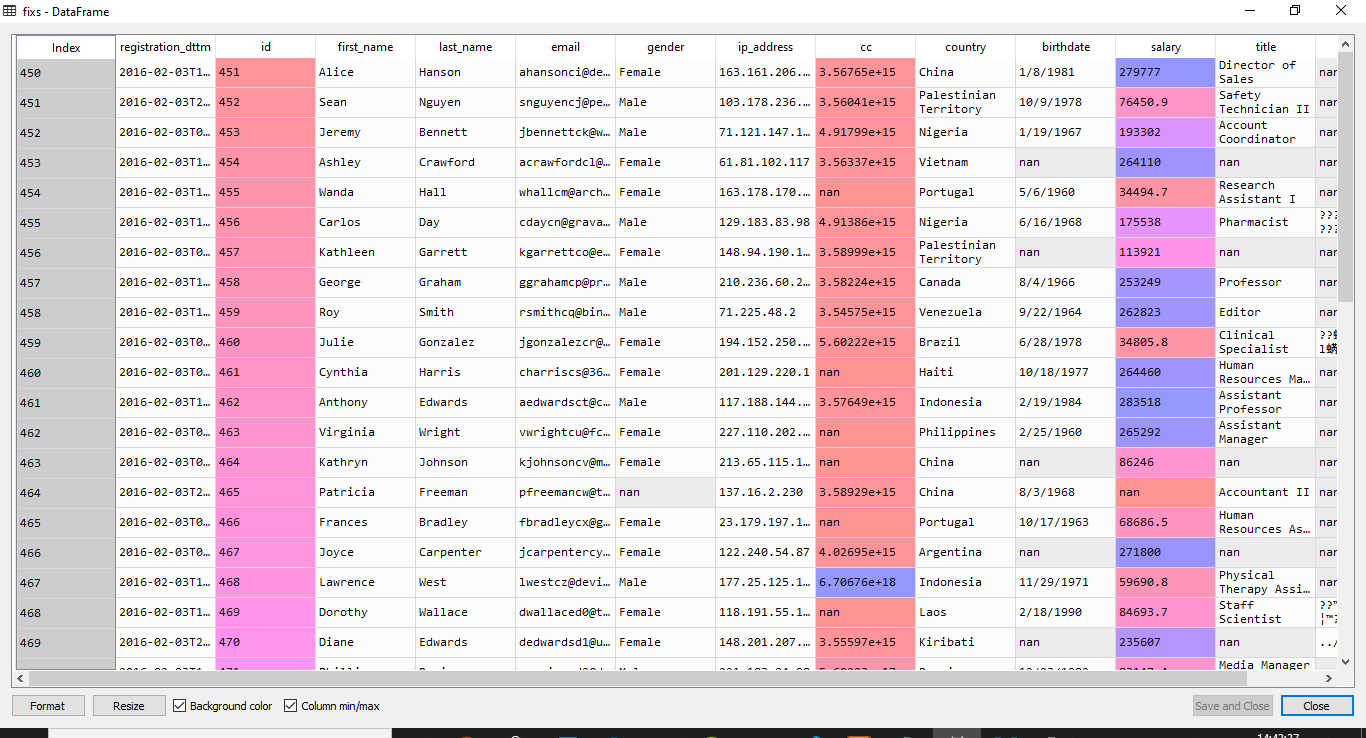 fixs - DataFrame
Index registration_dttm id first_name last_name email gender ip_address cc country birthdate salary title
450 2016-02-03T1... 451 Alice Hanson ahansonci@de... Female 163.161.206... 3.56765e+15 China 1/8/1981 279777 Director of Sales nan
451 2016-02-03T2... 452 Sean Nguyen snguyencj@pe... Male 103.178.236... 3.56041e+15 Palestinian Territory 10/9/1978 76450.9 Safety Technician II nan
452 2016-02-03T0... 453 Jeremy Bennett jbennettck@w... Male 71.121.147.1... 4.91799e+15 Nigeria 1/19/1967 193302 Account Coordinator nan
453 2016-02-03T1... 454 Ashley Crawford acrawfordcl@... Female 61.81.102.117 3.56337e+15 Vietnam nan 264110 nan nan
454 2016-02-03T1... 455 Wanda Hall whallcm@arch... Female 163.178.170... nan Portugal 5/6/1960 34494.7 Research Assistant I nan
455 2016-02-03T1... 456 Carlos Day cdaycn@grava... Male 129.183.83.98 4.91386e+15 Nigeria 6/16/1968 175538 Pharmacist ??? ???
456 2016-02-03T0... 457 Kathleen Garrett kgarrettco@e... Female 148.94.190.1... 3.58999e+15 Palestinian Territory nan 113921 nan nan
457 2016-02-03T1... 458 George Graham ggrahamcp@pr... Male 210.236.60.2... 3.58224e+15 Canada 8/4/1966 253249 Professor nan
458 2016-02-03T1... 459 Roy Smith rsmithcq@bin... Male 71.225.48.2 3.54575e+15 Venezuela 9/22/1964 262823 Editor nan
459 2016-02-03T0... 460 Julie Gonzalez jgonzalezcr@... Female 194.152.250... 5.60222e+15 Brazil 6/28/1978 34805.8 Clinical Specialist
460 2016-02-03T0... 461 Cynthia Harris charriscs@36... Female 201.129.220.1 nan Haiti 10/18/1977 264460 Human Resources Ma... nan
461 2016-02-03T1... 462 Anthony Edwards aedwardsct@c... Male 117.188.144... 3.57649e+15 Indonesia 2/19/1984 283518 Assistant Professor nan
462 2016-02-03T0... 463 Virginia Wright vwrightcu@fc... Female 227.110.202... nan Philippines 2/25/1960 265292 Assistant Manager nan
463 2016-02-03T1... 464 Kathryn Johnson kjohnsoncv@m... Female 213.65.115.1... nan China nan 86246 nan nan
464 2016-02-03T2... 465 Patricia Freeman pfreemancw@t... nan 137.16.2.230 3.58929e+15 China 8/3/1968 nan Accountant II nan
465 2016-02-03T1... 466 Frances Bradley fbradleycx@g... Female 23.179.197.1... nan Portugal 10/17/1963 68686.5 Human Resources As... nan
466 2016-02-03T0... 467 Joyce Carpenter jcarpentercy... Female 122.240.54.87 4.02695e+15 Argentina nan 271800 nan nan
467 2016-02-03T1... 468 Lawrence West lwestcz@devi... Male 177.25.125.1... 6.70676e+18 Indonesia 11/29/1971 59690.8 Physical Therapy Assi... nan
468 2016-02-03T1... 469 Dorothy Wallace dwallaced0@t... Female 118.191.55.1... nan Laos 2/18/1990 84693.7 Staff Scientist
469 2016-02-03T2... 470 Diane Edwards dedwardsd1@u... Female 148.201.207... 3.55597e+15 Kiribati nan 235607 nan ../
Media Manager
Format Resize Background color Column min/max Save and Close Close